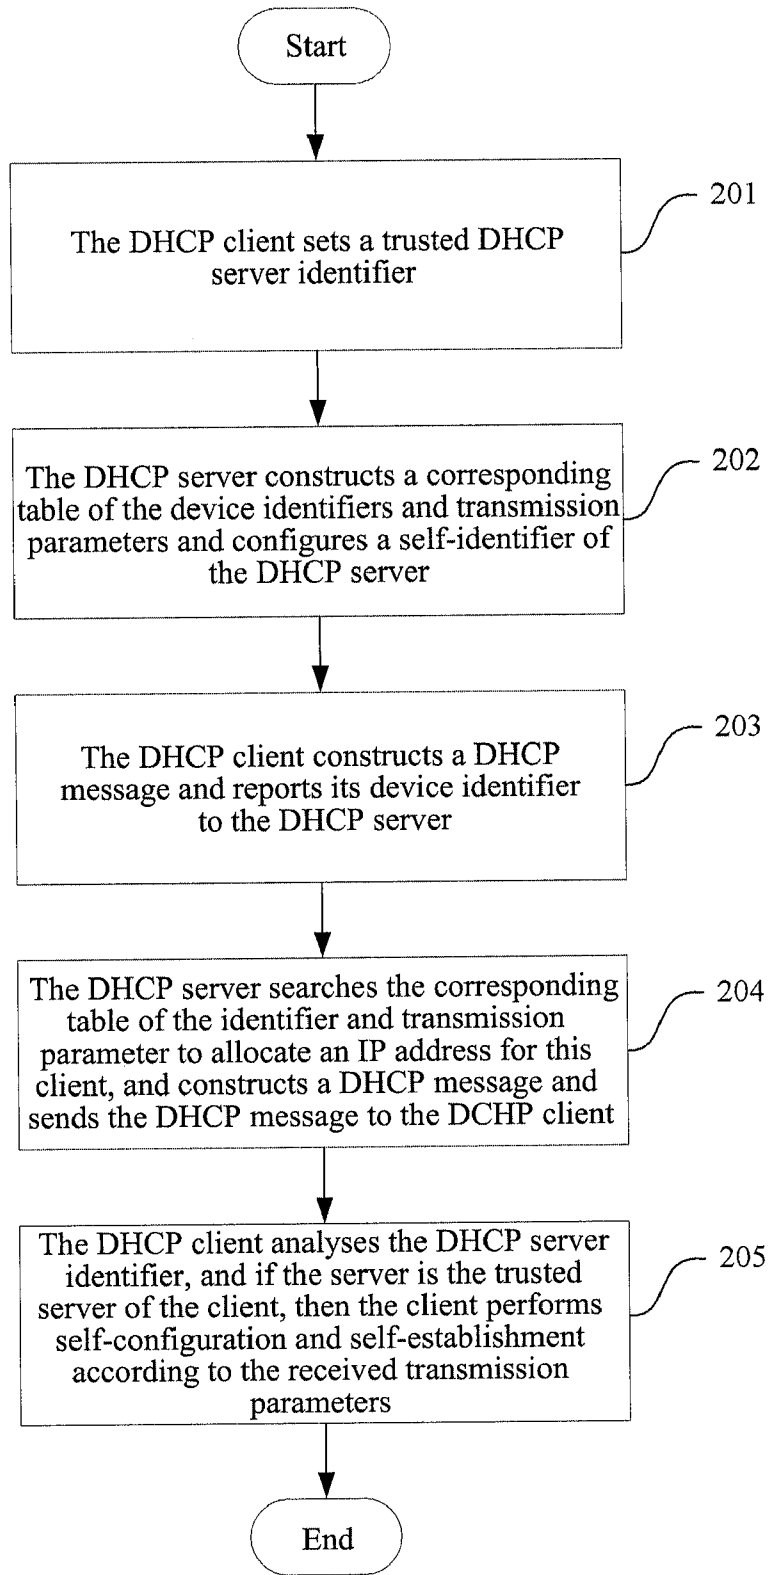 Start
The DHCP client sets a trusted DHCP
server identifier
201
The DHCP server constructs a corresponding
table of the device identifiers and transmission
parameters and configures a self-identifier of
the DHCP server
202
The DHCP client constructs a DHCP
message and reports its device identifier
to the DHCP server
203
The DHCP server searches the corresponding
table of the identifier and transmission
parameter to allocate an IP address for this
client, and constructs a DHCP message and
sends the DHCP message to the DCHP client
204
The DHCP client analyses the DHCP server
identifier, and if the server is the trusted
server of the client, then the client performs
self-configuration and self-establishment
according to the received transmission
parameters
205
End